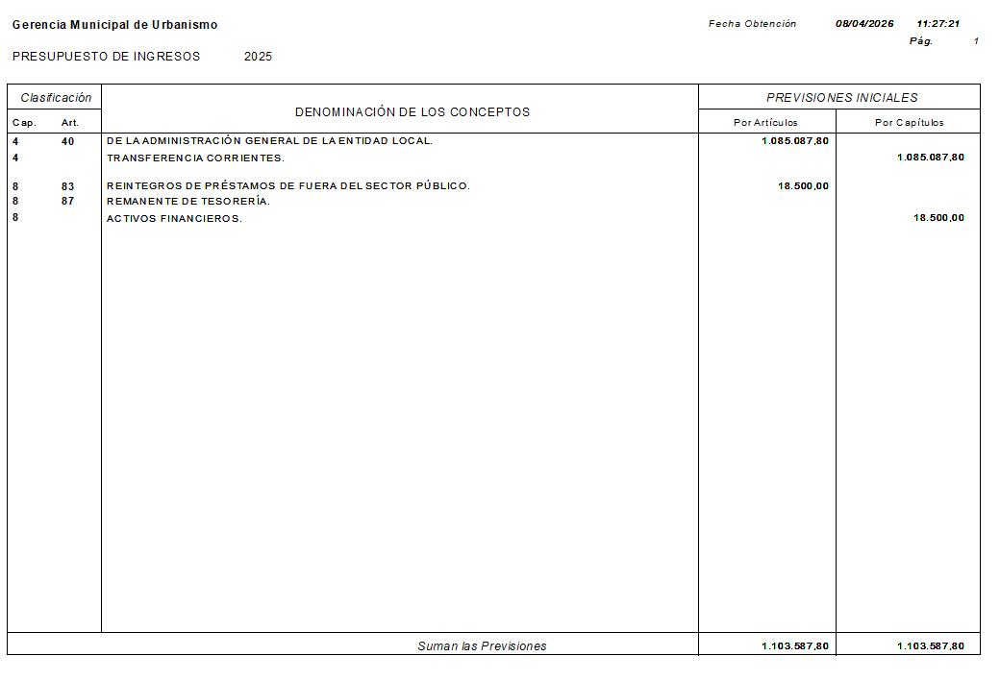 Gerencia Municipal de Urbanismo
Fecha Obtención 08/04/2026 11:27:21
Pág. 1
PRESUPUESTO DE INGRESOS 2025
Clasificación
DENOMINACIÓN DE LOS CONCEPTOS
PREVISIONES INICIALES
Cap. Art.
Por Artículos Por Capítulos
4 40 DE LA ADMINISTRACIÓN GENERAL DE LA ENTIDAD LOCAL. 1.085.087,80
4 TRANSFERENCIA CORRIENTES. 1.085.087,80
8 83 REINTEGROS DE PRÉSTAMOS DE FUERA DEL SECTOR PÚBLICO. 18.500,00
8 87 REMANENTE DE TESORERÍA.
8 ACTIVOS FINANCIEROS. 18.500,00
Suman las Previsiones 1.103.587,80 1.103.587,80